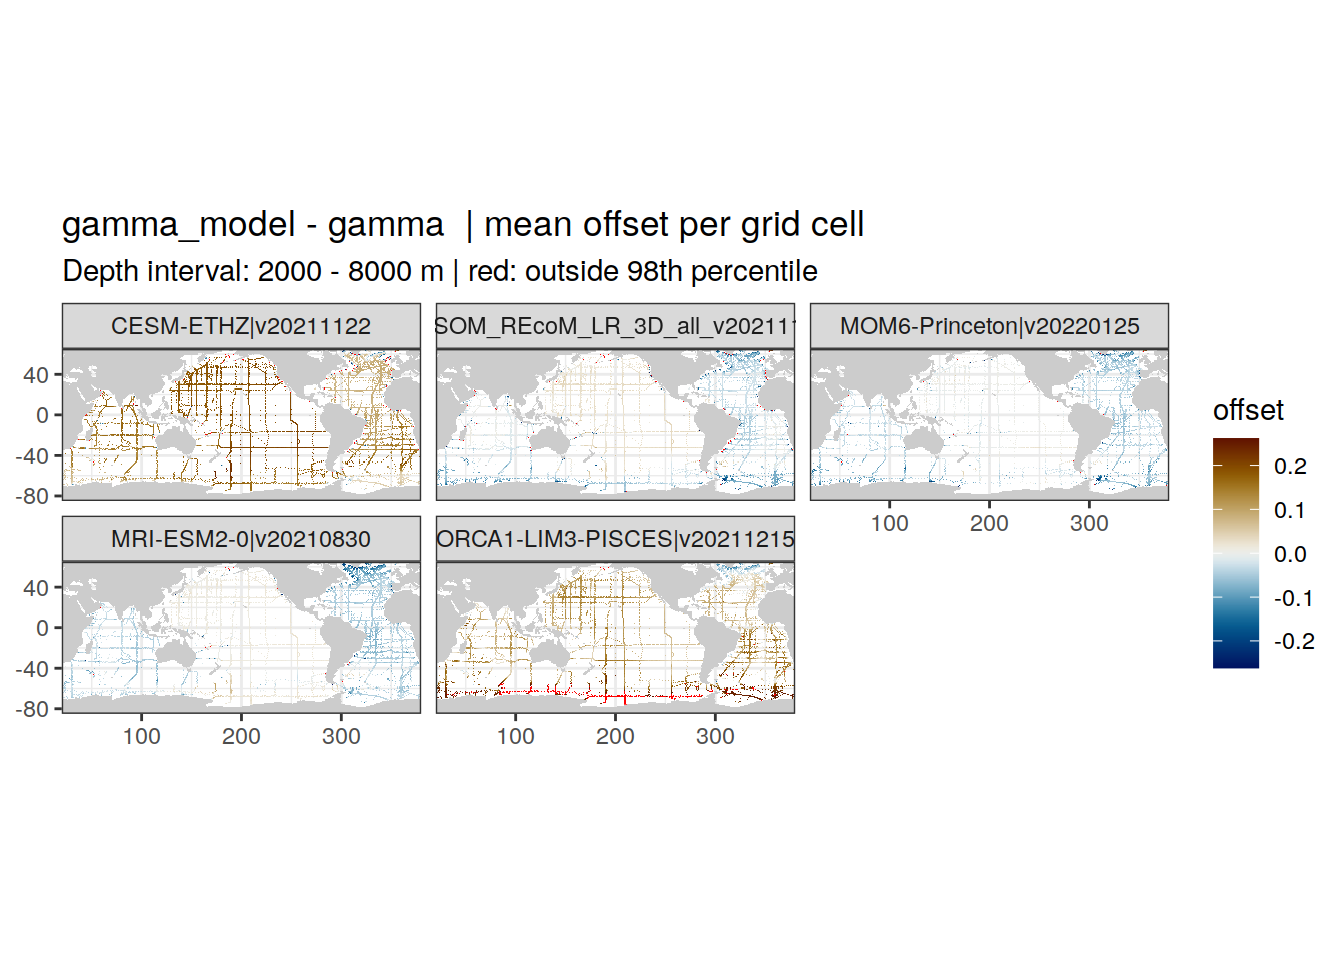 gamma_model - gamma | mean offset per grid cell
Depth interval: 2000 - 8000 m | red: outside 98th percentile
CESM-ETHZ|v20211122
SOM_REcoM_LR_3D_all_v20211
MOM6-Princeton|v20220125
40
0
-40
-80
100
200
300
MRI-ESM2-0|v20210830
ORCA1-LIM3-PISCES|v20211215
40
0
-40
-80
100
200
300
100
200
300
offset
0.2
0.1
0.0
-0.1
-0.2